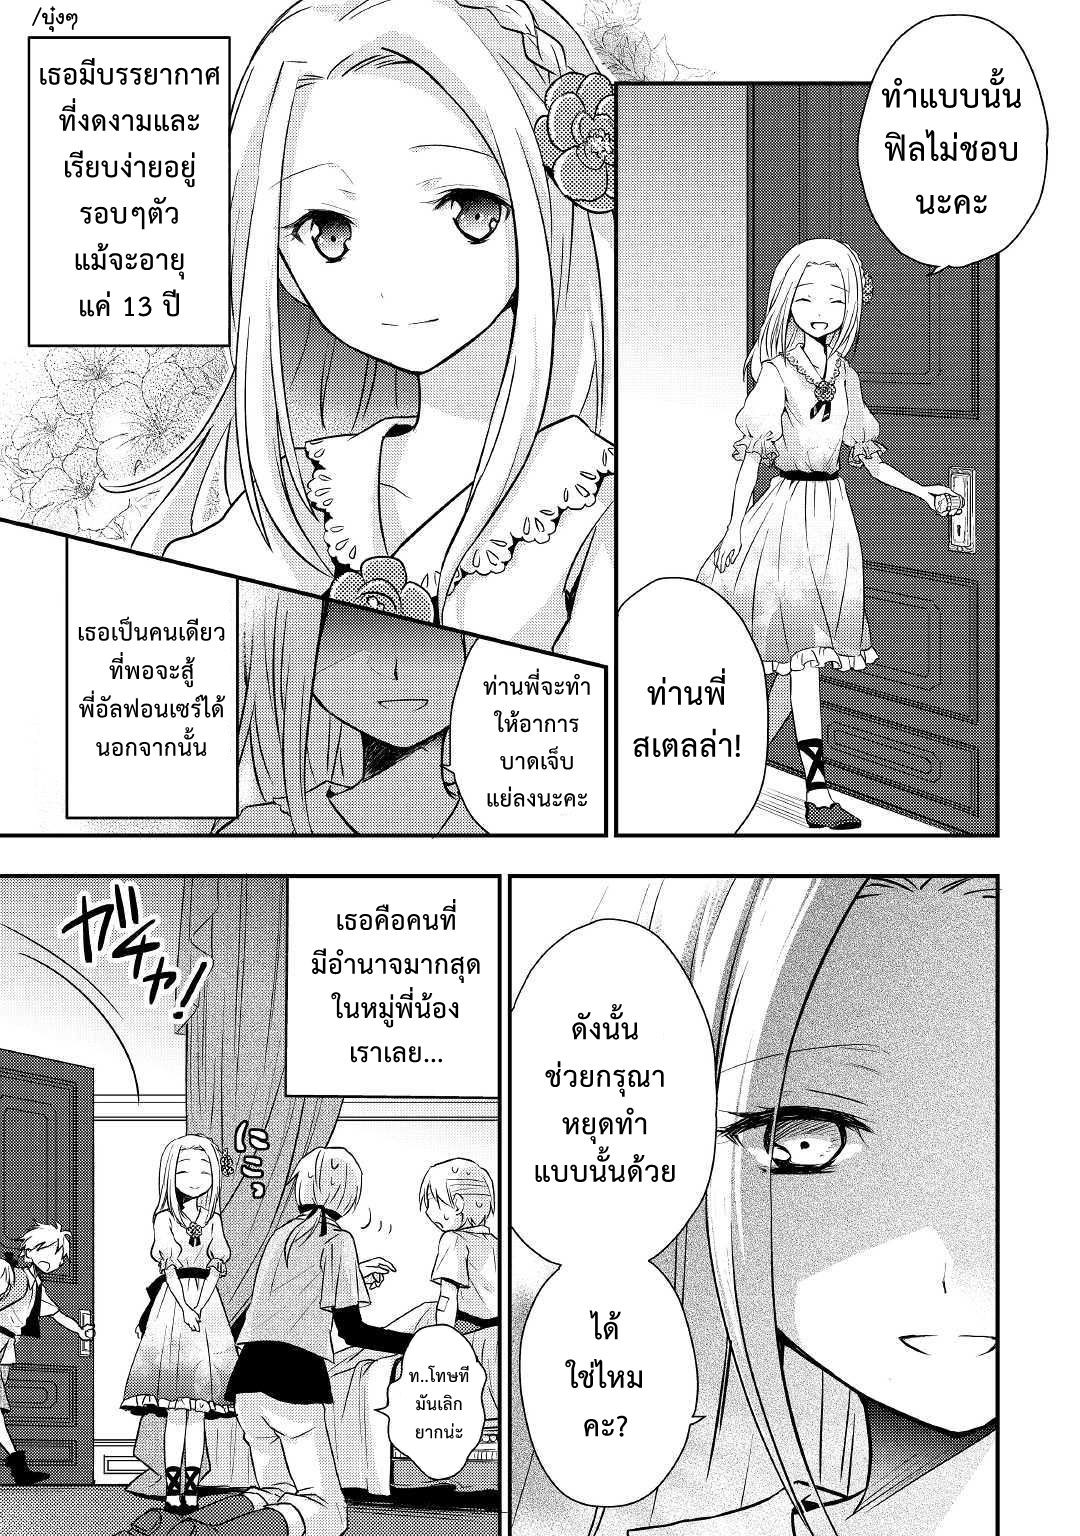 ทำแบบนั้น
ฟิลไม่ชอบ
นะคะ
ท่านพี่
สเตลล่า!
/บุ๋งๆ
เธอมีบรรยากาศ
ที่งดงามและ
เรียบง่ายอยู่
รอบๆตัว
แม้จะอายุ
แค่ 13 ปี
ท่านพี่จะทำ
ให้อาการ
บาดเจ็บ
แย่ลงนะคะ
เธอเป็นคนเดียว
ที่พอจะสู้
พี่อัลฟอนเซร์ได้
นอกจากนั้น
ดังนั้น
ช่วยกรุณา
หยุดทำ
แบบนั้นด้วย
ได้
ใช่ไหม
คะ?
เธอคือคนที่
มีอำนาจมากสุด
ในหมู่พี่น้อง
เราเลย...
ガチャッ!
ニコッ
ท..โทษที
มันเลิก
ยากน่ะ